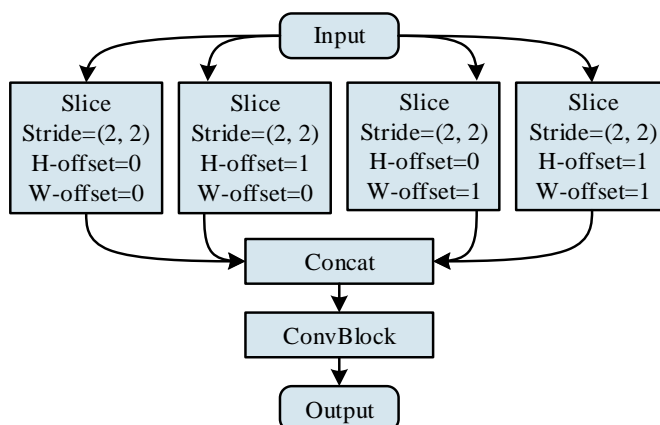 Input
Slice
Stride=(2, 2)
H-offset=0
W-offset=0
Slice
Stride=(2, 2)
H-offset=1
W-offset=0
Slice
Stride=(2, 2)
H-offset=0
W-offset=1
Slice
Stride=(2, 2)
H-offset=1
W-offset=1
Concat
ConvBlock
Output